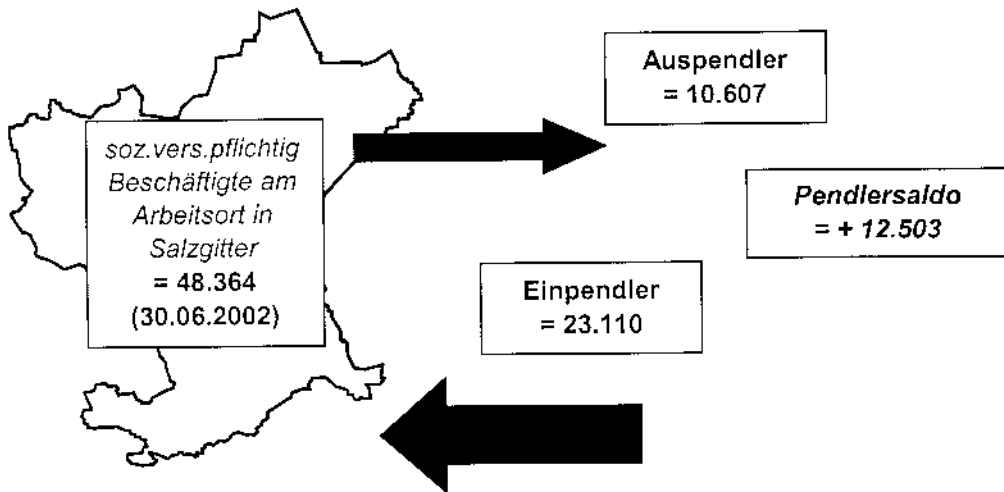 Auspendler
= 10.607
soz.vers.pflichtig
Beschäftigte am
Arbeitsort in
Salzgitter
= 48.364
(30.06.2002)
Pendlersaldo
= + 12.503
Einpendler
= 23.110